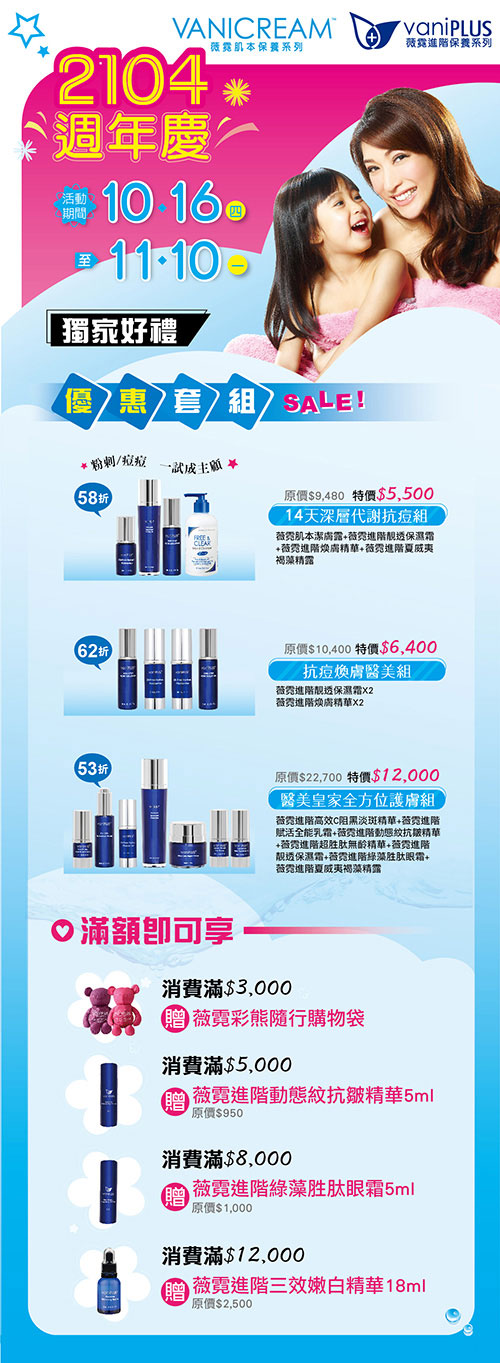 VANICREAM™
薇霓肌本保養系列
vaniPLUS
薇霓進階保養系列
2104
週年慶
活動
期間
10·16四
至
11·10一
獨家好禮
優惠套組 SALE!
粉刺/痘痘 一試成主顧
58折
FREE &
CLEAR
原價$9,480 特價$5,500
14天深層代謝抗痘組
薇霓肌本潔膚露+薇霓進階靚透保濕霜
+薇霓進階煥膚精華+薇霓進階夏威夷
褐藻精露
62折
原價$10,400 特價$6,400
抗痘煥膚醫美組
薇霓進階靚透保濕霜X2
薇霓進階煥膚精華X2
53折
原價$22,700 特價$12,000
醫美皇家全方位護膚組
薇霓進階高效C阻黑淡斑精華+薇霓進階
賦活全能乳霜+薇霓進階動態紋抗皺精華
+薇霓進階超胜肽無齡精華+薇霓進階
靚透保濕霜+薇霓進階綠藻胜肽眼霜+
薇霓進階夏威夷褐藻精露
滿額即可享
消費滿$3,000
贈 薇霓彩熊隨行購物袋
消費滿$5,000
贈 薇霓進階動態紋抗皺精華5ml
原價$950
消費滿$8,000
贈 薇霓進階綠藻胜肽眼霜5ml
原價$1,000
消費滿$12,000
贈 薇霓進階三效嫩白精華18ml
原價$2,500